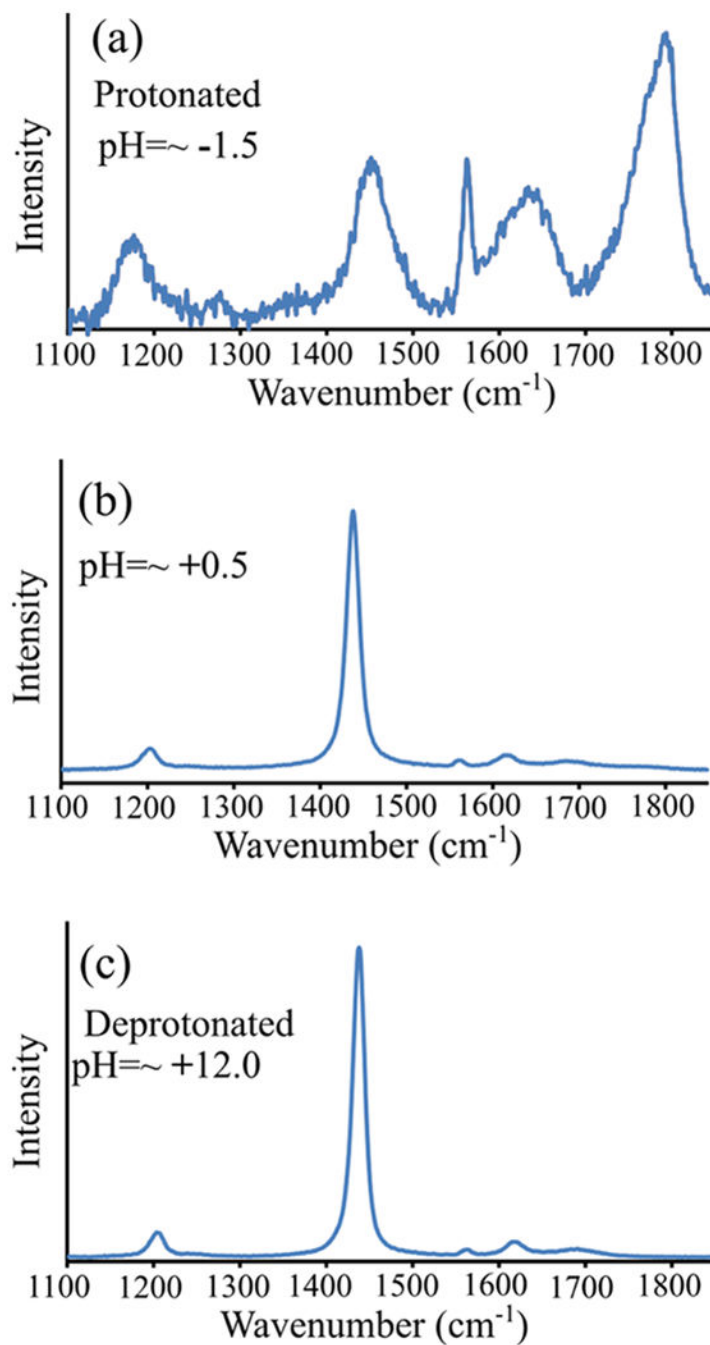 (a)
Protonated
pH=~ -1.5
Intensity
1100 1200 1300 1400 1500 1600 1700 1800
Wavenumber (cm⁻¹)
(b)
pH=~ +0.5
Intensity
1100 1200 1300 1400 1500 1600 1700 1800
Wavenumber (cm⁻¹)
(c)
Deprotonated
pH=~ +12.0
Intensity
1100 1200 1300 1400 1500 1600 1700 1800
Wavenumber (cm⁻¹)